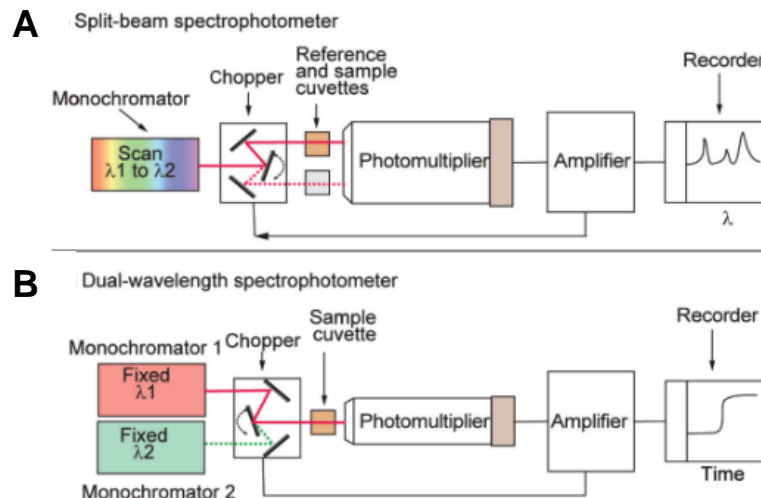 A
Split-beam spectrophotometer
Monochromator
Chopper
Reference
and sample
cuvettes
Recorder
Scan
λ1 to λ2
Photomultiplier
Amplifier
λ
B
Dual-wavelength spectrophotometer
Monochromator 1
Chopper
Sample
cuvette
Recorder
Fixed
λ1
Fixed
λ2
Photomultiplier
Amplifier
Time
Monochromator 2